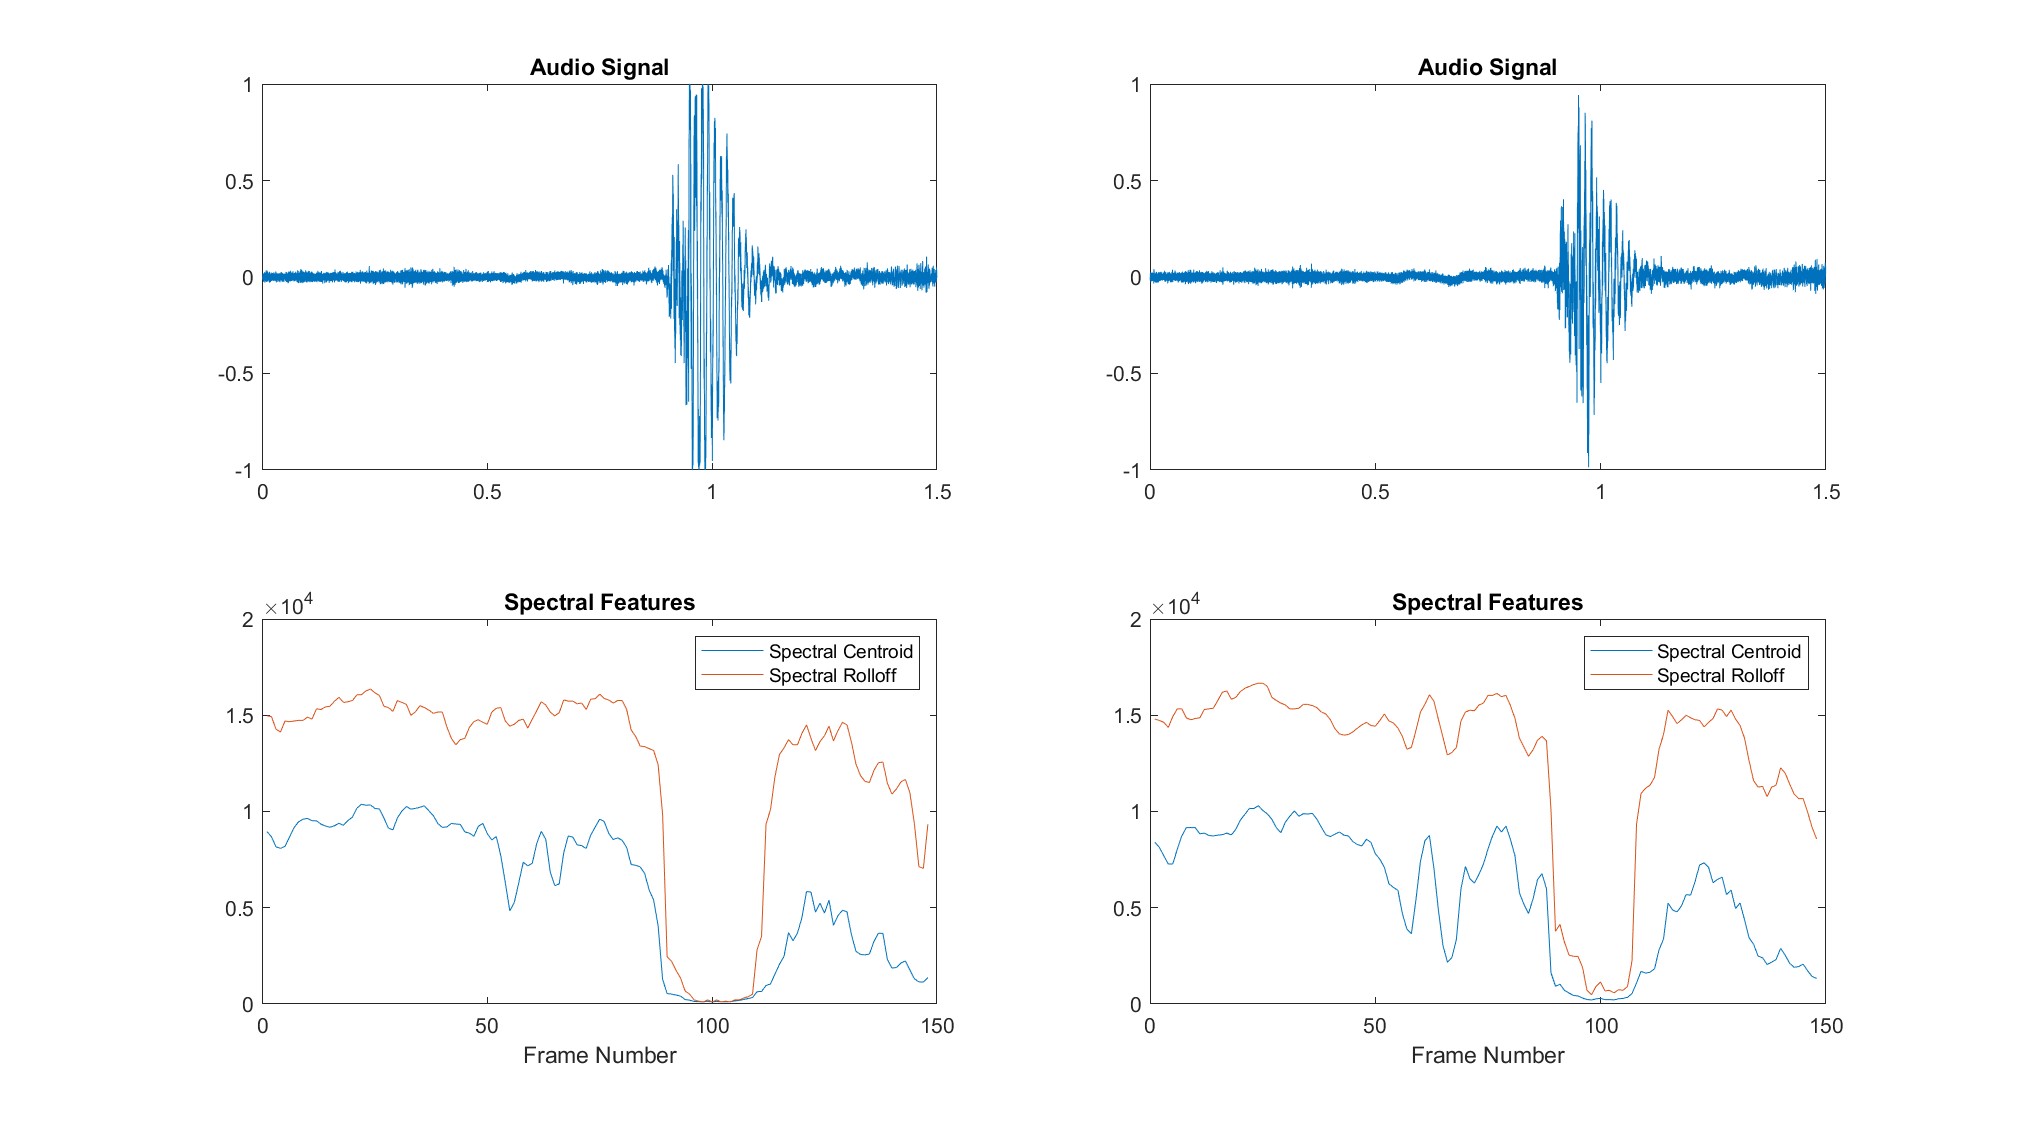 Audio Signal
1
0.5
0
-0.5
-1
0 0.5 1 1.5
Audio Signal
1
0.5
0
-0.5
-1
0 0.5 1 1.5
Spectral Features
×10⁴
2
1.5
1
0.5
0
Spectral Centroid
Spectral Rolloff
0 50 100 150
Frame Number
Spectral Features
×10⁴
2
1.5
1
0.5
0
Spectral Centroid
Spectral Rolloff
0 50 100 150
Frame Number